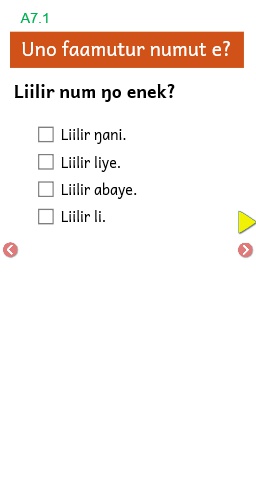 A7.1
Uno faamutur numut e?
Liilir num ŋo enek?
Liilir ŋani.
Liilir liye.
Liilir abaye.
Liilir li.